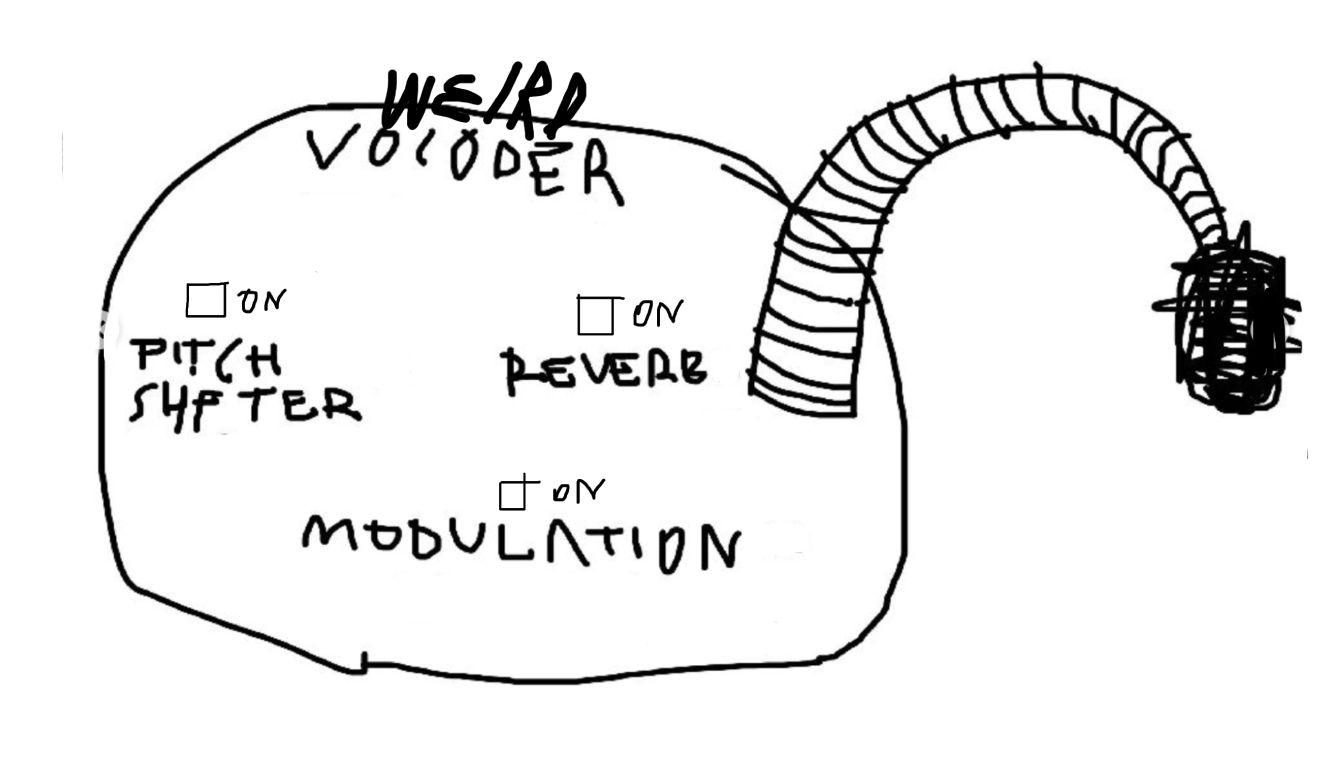 WEIRD
VOCODER
ON
PITCH
SHFTER
ON
REVERB
ON
MODULATION